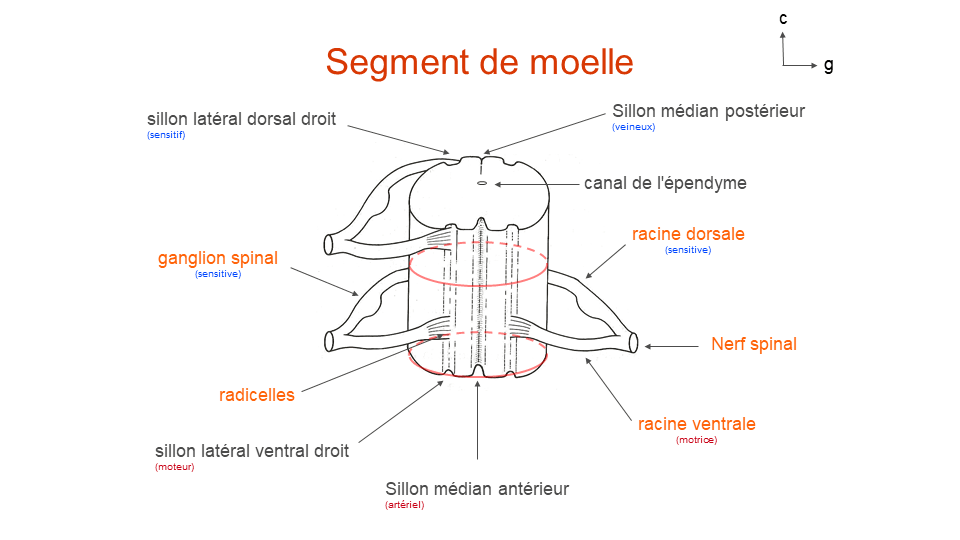 c
g
Segment de moelle
sillon latéral dorsal droit
(sensitif)
Sillon médian postérieur
(veineux)
canal de l'épendyme
racine dorsale
(sensitive)
ganglion spinal
(sensitive)
Nerf spinal
radicelles
racine ventrale
(motrice)
sillon latéral ventral droit
(moteur)
Sillon médian antérieur
(artériel)